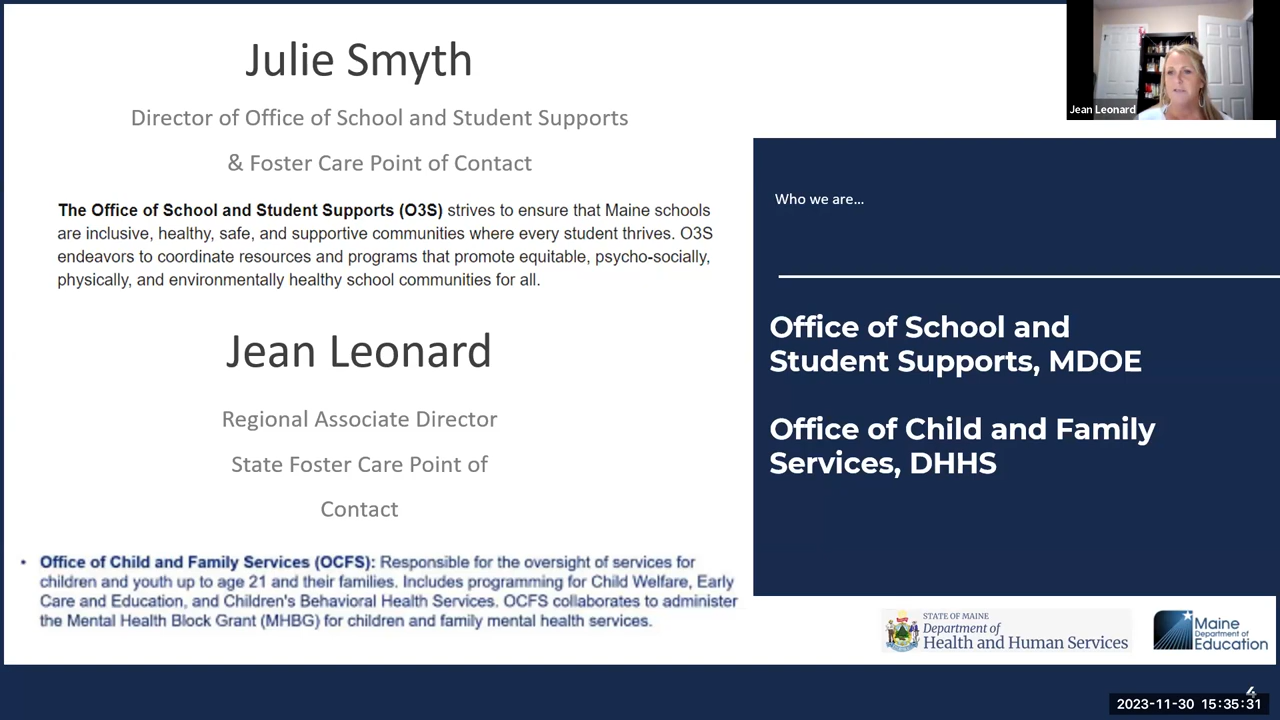 Julie Smyth
Director of Office of School and Student Supports
& Foster Care Point of Contact
The Office of School and Student Supports (O3S) strives to ensure that Maine schools
are inclusive, healthy, safe, and supportive communities where every student thrives. O3S
endeavors to coordinate resources and programs that promote equitable, psycho-socially,
physically, and environmentally healthy school communities for all.
Jean Leonard
Regional Associate Director
State Foster Care Point of
Contact
• Office of Child and Family Services (OCFS): Responsible for the oversight of services for
children and youth up to age 21 and their families. Includes programming for Child Welfare, Early
Care and Education, and Children's Behavioral Health Services. OCFS collaborates to administer
the Mental Health Block Grant (MHBG) for children and family mental health services.
Jean Leonard
Who we are…
Office of School and
Student Supports, MDOE
Office of Child and Family
Services, DHHS
STATE OF MAINE
Department of
Health and Human Services
Maine
Department of
Education
4
2023-11-30 15:35:31